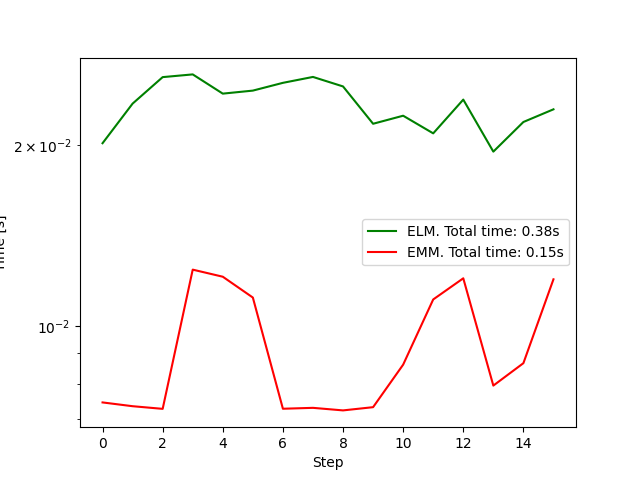 2 × 10⁻²
10⁻²
Time [s]
ELM. Total time: 0.38s
EMM. Total time: 0.15s
0 2 4 6 8 10 12 14
Step